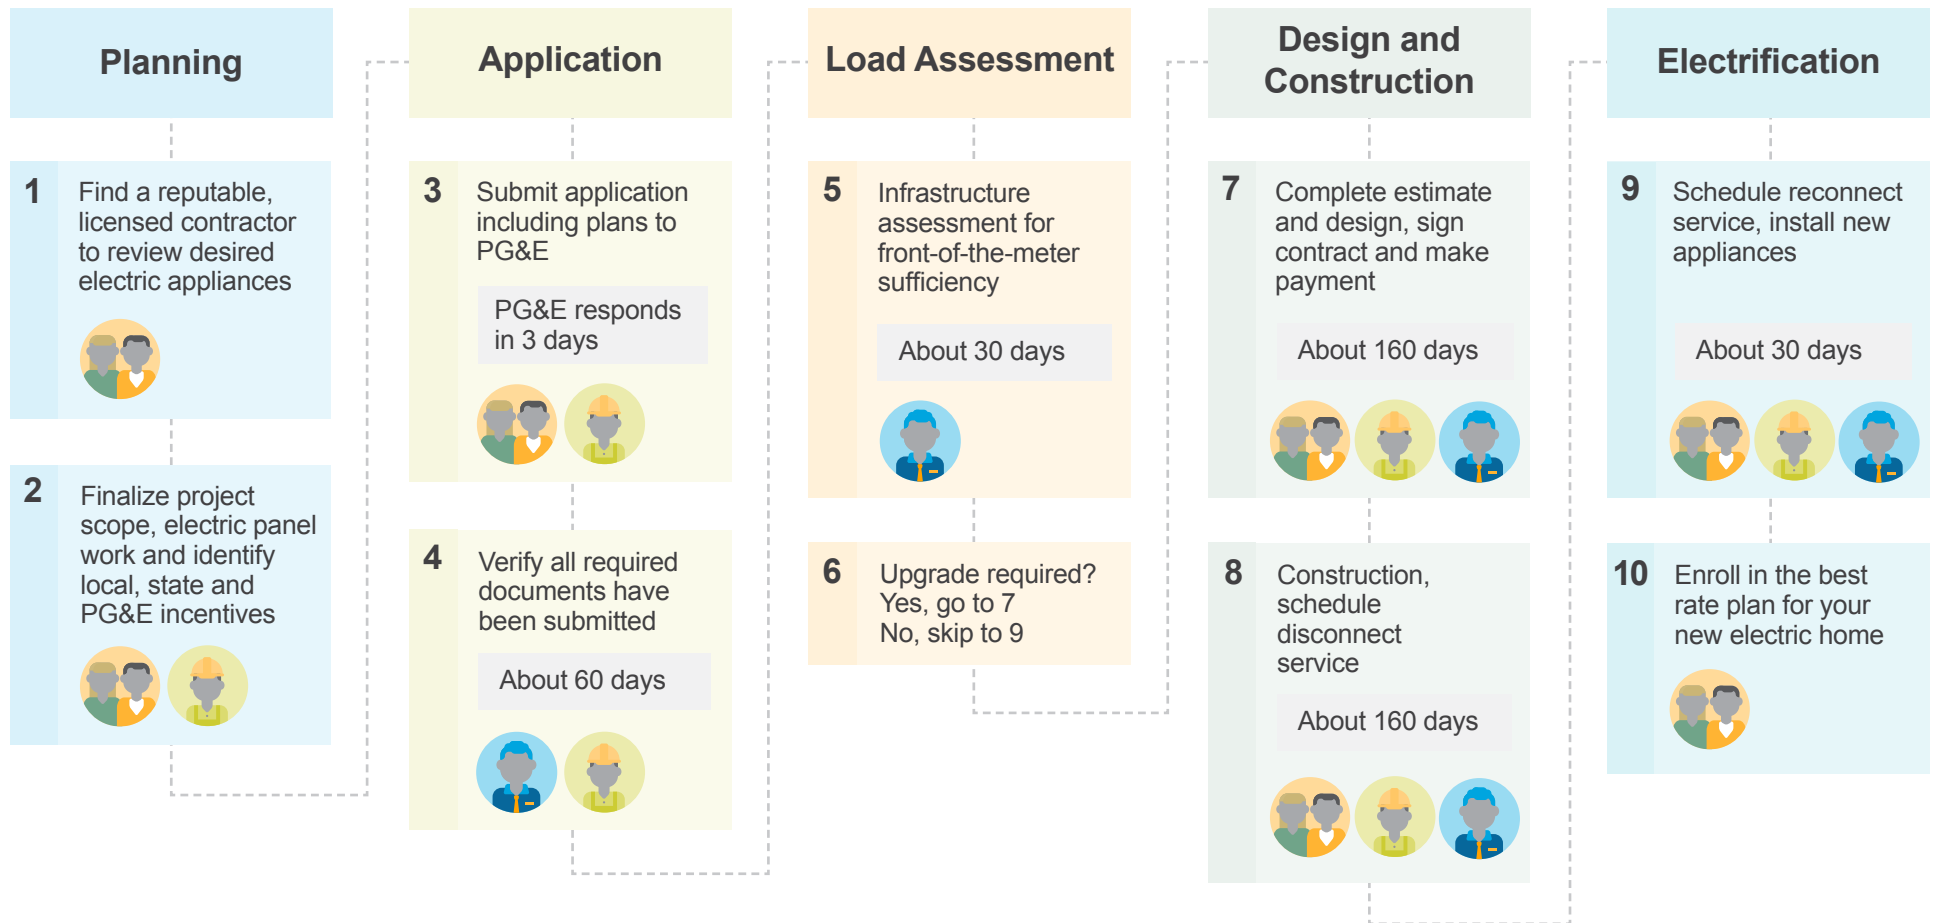 Planning
1
Find a reputable,
licensed contractor
to review desired
electric appliances
2
Finalize project
scope, electric panel
work and identify
local, state and
PG&E incentives
Application
3
Submit application
including plans to
PG&E
PG&E responds
in 3 days
4
Verify all required
documents have
been submitted
About 60 days
Load Assessment
5
Infrastructure
assessment for
front-of-the-meter
sufficiency
About 30 days
6
Upgrade required?
Yes, go to 7
No, skip to 9
Design and
Construction
7
Complete estimate
and design, sign
contract and make
payment
About 160 days
8
Construction,
schedule
disconnect
service
About 160 days
Electrification
9
Schedule reconnect
service, install new
appliances
About 30 days
10
Enroll in the best
rate plan for your
new electric home